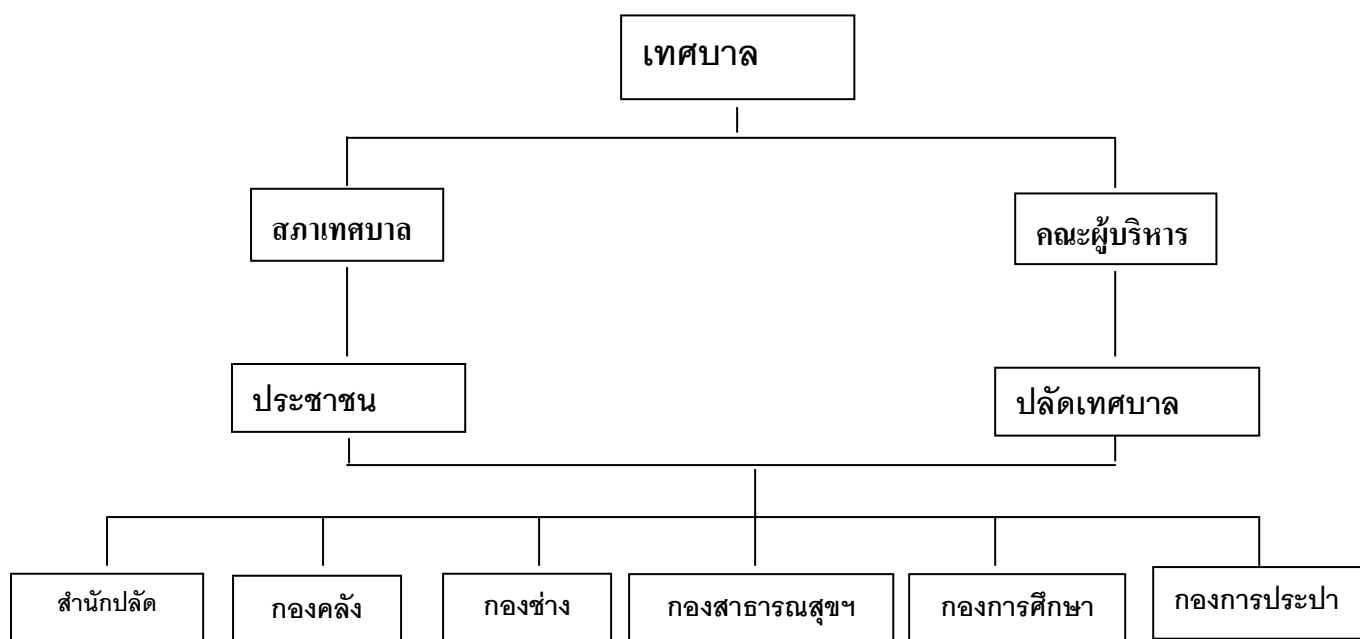 เทศบาล
สภาเทศบาล
คณะผู้บริหาร
ประชาชน
ปลัดเทศบาล
สำนักปลัด
กองคลัง
กองช่าง
กองสาธารณสุขฯ
กองการศึกษา
กองการประปา